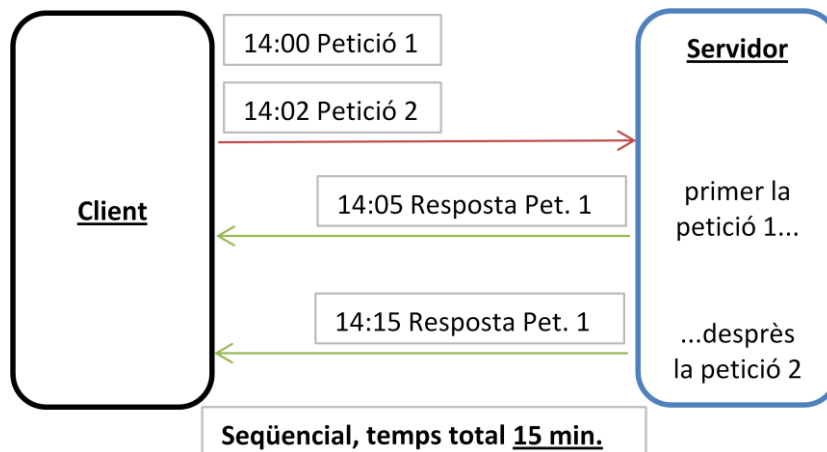 14:00 Petició 1
Servidor
14:02 Petició 2
Client
14:05 Resposta Pet. 1
primer la
petició 1...
14:15 Resposta Pet. 1
...desprès
la petició 2
Seqüencial, temps total 15 min.